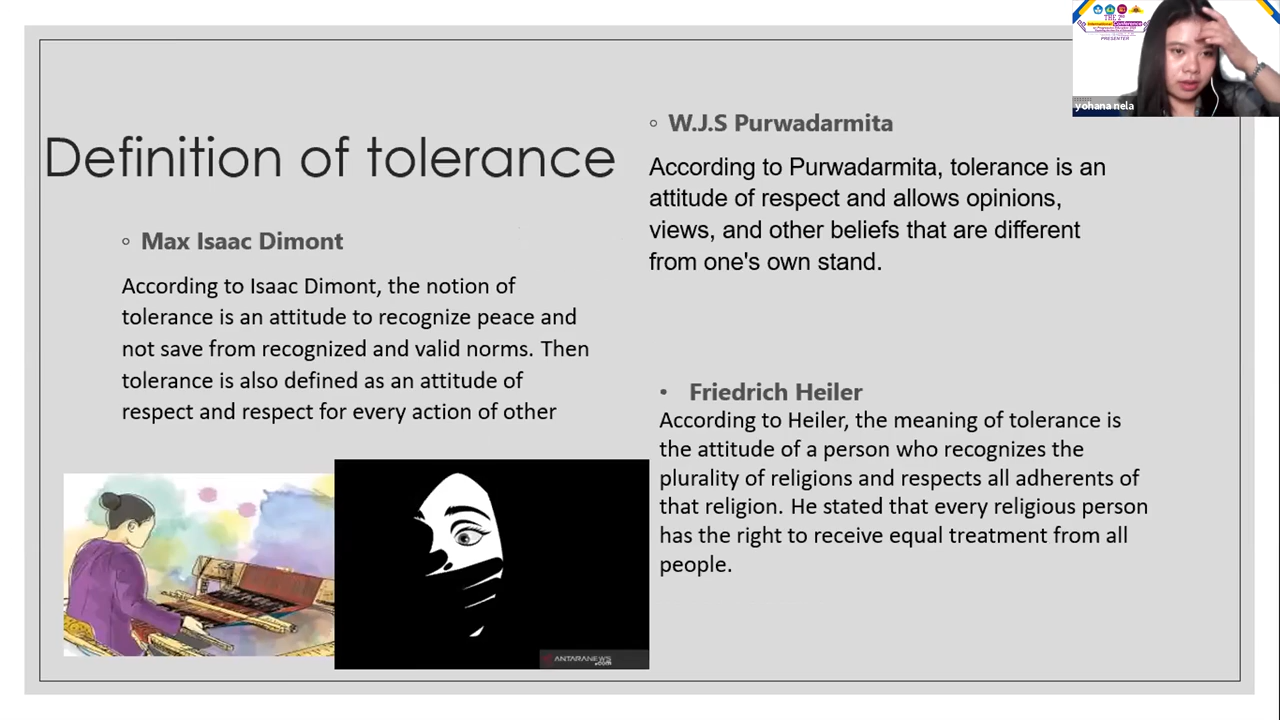 Definition of tolerance
◦ Max Isaac Dimont
According to Isaac Dimont, the notion of
tolerance is an attitude to recognize peace and
not save from recognized and valid norms. Then
tolerance is also defined as an attitude of
respect and respect for every action of other
ANTARANEWS
.com
◦ W.J.S Purwadarmita
According to Purwadarmita, tolerance is an
attitude of respect and allows opinions,
views, and other beliefs that are different
from one's own stand.
• Friedrich Heiler
According to Heiler, the meaning of tolerance is
the attitude of a person who recognizes the
plurality of religions and respects all adherents of
that religion. He stated that every religious person
has the right to receive equal treatment from all
people.
THE 2nd
International Conference
PRESENTER
yohana nela